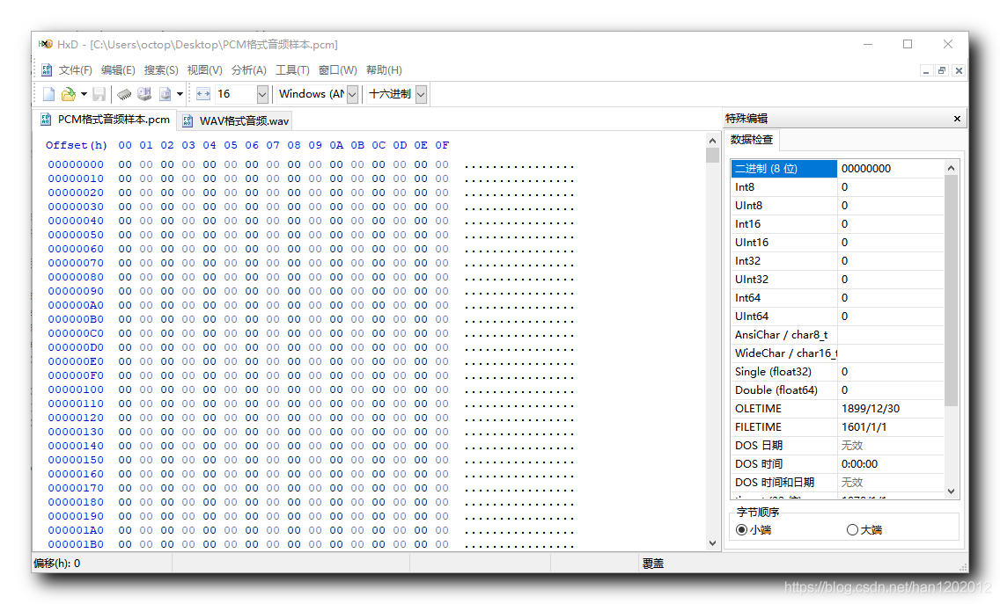 HxD - [C:\Users\octop\Desktop\PCM格式音频样本.pcm]
文件(F) 编辑(E) 搜索(S) 视图(V) 分析(A) 工具(T) 窗口(W) 帮助(H)
16 Windows (AN 十六进制
PCM格式音频样本.pcm WAV格式音频.wav
Offset(h) 00 01 02 03 04 05 06 07 08 09 0A 0B 0C 0D 0E 0F
00000000 00 00 00 00 00 00 00 00 00 00 00 00 00 00 00 00 ................
00000010 00 00 00 00 00 00 00 00 00 00 00 00 00 00 00 00 ................
00000020 00 00 00 00 00 00 00 00 00 00 00 00 00 00 00 00 ................
00000030 00 00 00 00 00 00 00 00 00 00 00 00 00 00 00 00 ................
00000040 00 00 00 00 00 00 00 00 00 00 00 00 00 00 00 00 ................
00000050 00 00 00 00 00 00 00 00 00 00 00 00 00 00 00 00 ................
00000060 00 00 00 00 00 00 00 00 00 00 00 00 00 00 00 00 ................
00000070 00 00 00 00 00 00 00 00 00 00 00 00 00 00 00 00 ................
00000080 00 00 00 00 00 00 00 00 00 00 00 00 00 00 00 00 ................
00000090 00 00 00 00 00 00 00 00 00 00 00 00 00 00 00 00 ................
000000A0 00 00 00 00 00 00 00 00 00 00 00 00 00 00 00 00 ................
000000B0 00 00 00 00 00 00 00 00 00 00 00 00 00 00 00 00 ................
000000C0 00 00 00 00 00 00 00 00 00 00 00 00 00 00 00 00 ................
000000D0 00 00 00 00 00 00 00 00 00 00 00 00 00 00 00 00 ................
000000E0 00 00 00 00 00 00 00 00 00 00 00 00 00 00 00 00 ................
000000F0 00 00 00 00 00 00 00 00 00 00 00 00 00 00 00 00 ................
00000100 00 00 00 00 00 00 00 00 00 00 00 00 00 00 00 00 ................
00000110 00 00 00 00 00 00 00 00 00 00 00 00 00 00 00 00 ................
00000120 00 00 00 00 00 00 00 00 00 00 00 00 00 00 00 00 ................
00000130 00 00 00 00 00 00 00 00 00 00 00 00 00 00 00 00 ................
00000140 00 00 00 00 00 00 00 00 00 00 00 00 00 00 00 00 ................
00000150 00 00 00 00 00 00 00 00 00 00 00 00 00 00 00 00 ................
00000160 00 00 00 00 00 00 00 00 00 00 00 00 00 00 00 00 ................
00000170 00 00 00 00 00 00 00 00 00 00 00 00 00 00 00 00 ................
00000180 00 00 00 00 00 00 00 00 00 00 00 00 00 00 00 00 ................
00000190 00 00 00 00 00 00 00 00 00 00 00 00 00 00 00 00 ................
000001A0 00 00 00 00 00 00 00 00 00 00 00 00 00 00 00 00 ................
000001B0 00 00 00 00 00 00 00 00 00 00 00 00 00 00 00 00 ................
特殊编辑
数据检查
二进制 (8 位) 00000000
Int8 0
UInt8 0
Int16 0
UInt16 0
Int32 0
UInt32 0
Int64 0
UInt64 0
AnsiChar / char8_t
WideChar / char16_t
Single (float32) 0
Double (float64) 0
OLETIME 1899/12/30
FILETIME 1601/1/1
DOS 日期 无效
DOS 时间 0:00:00
DOS 时间和日期 无效
字节顺序
小端 大端
偏移(h): 0 覆盖
https://blog.csdn.net/han1202012